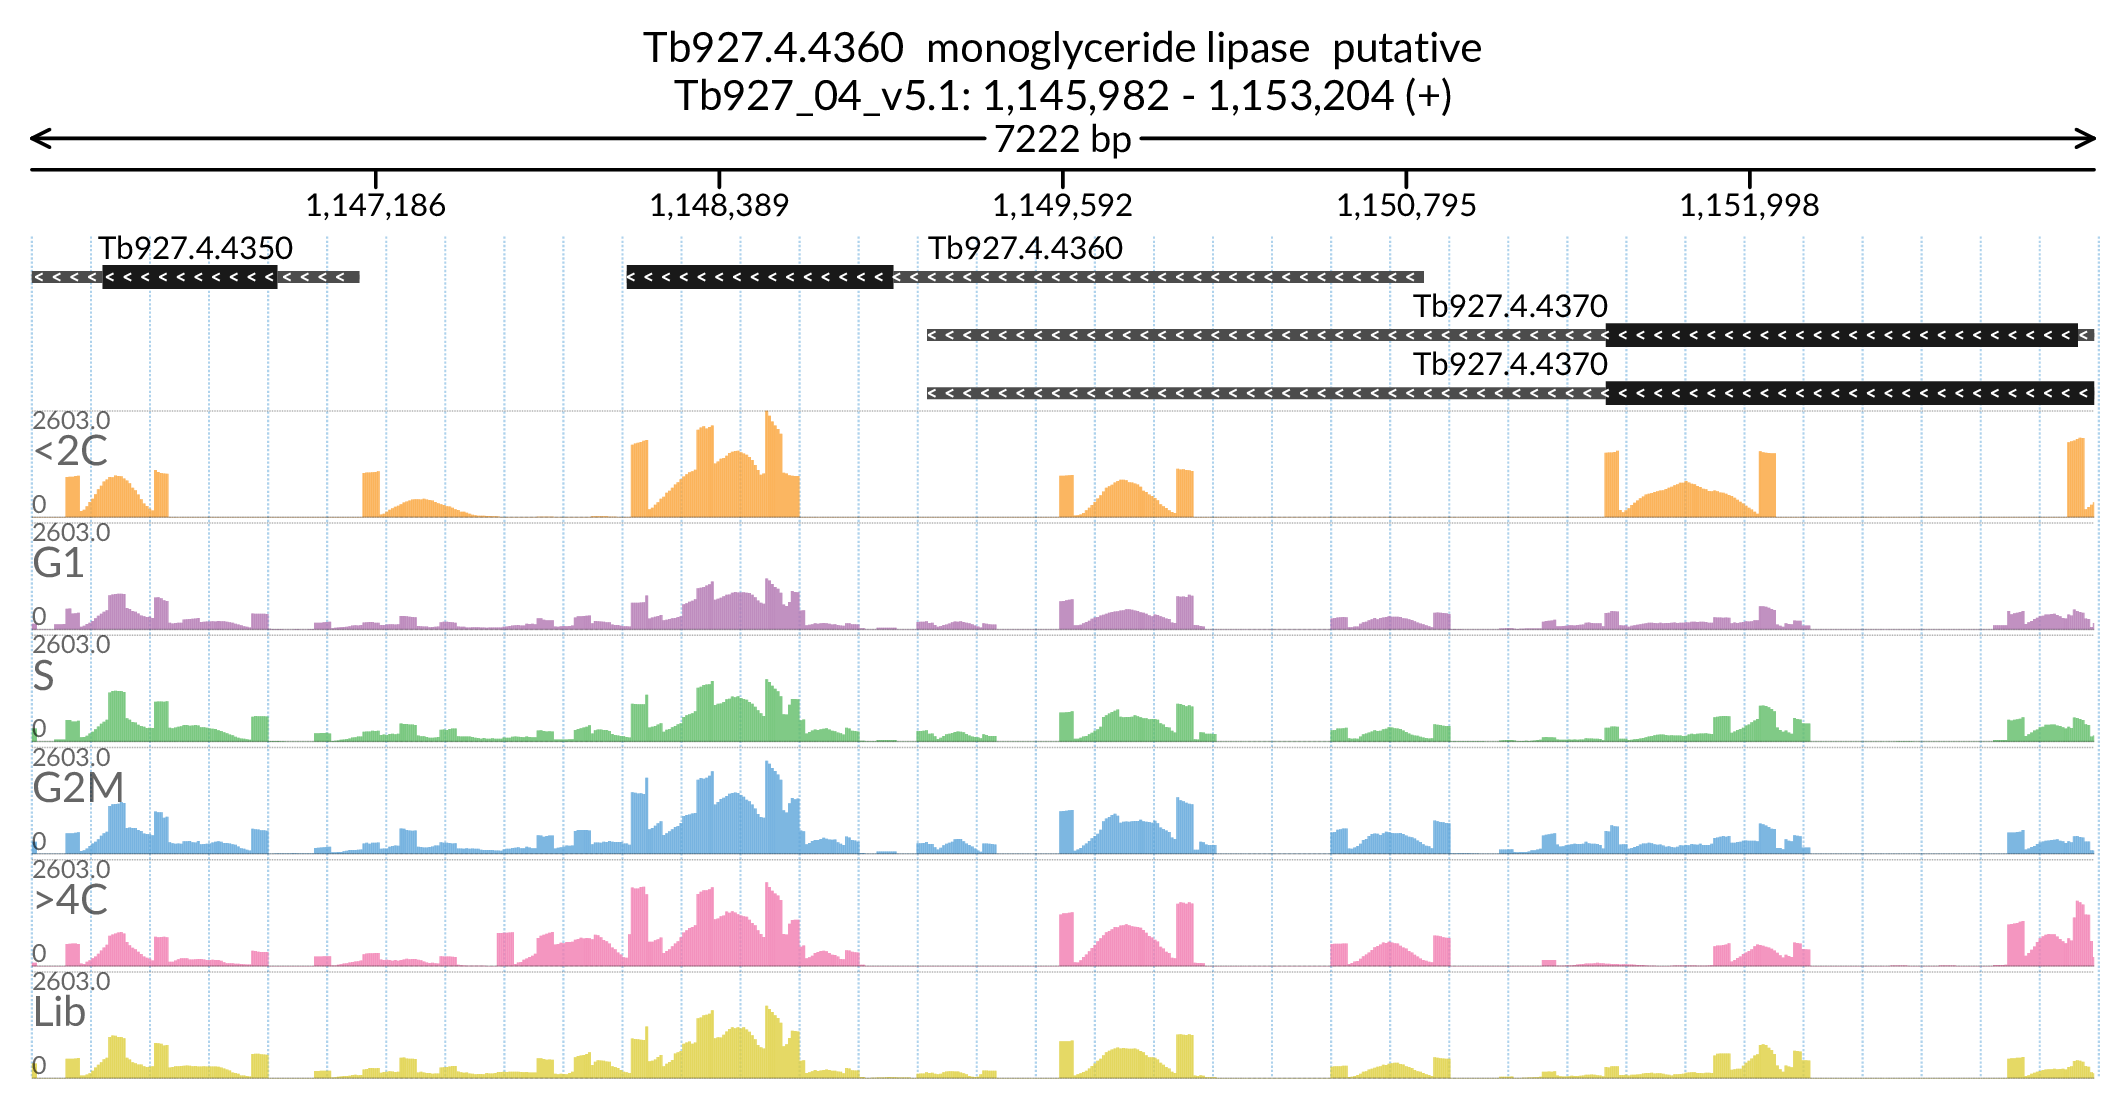 Tb927.4.4360  monoglyceride lipase  putative
Tb927_04_v5.1: 1,145,982 - 1,153,204 (+)
7222 bp
1,147,186 1,148,389 1,149,592 1,150,795 1,151,998
Tb927.4.4350 Tb927.4.4360
Tb927.4.4370
Tb927.4.4370
2603.0
<2C
0
2603.0
G1
0
2603.0
S
0
2603.0
G2M
0
2603.0
>4C
0
2603.0
Lib
0